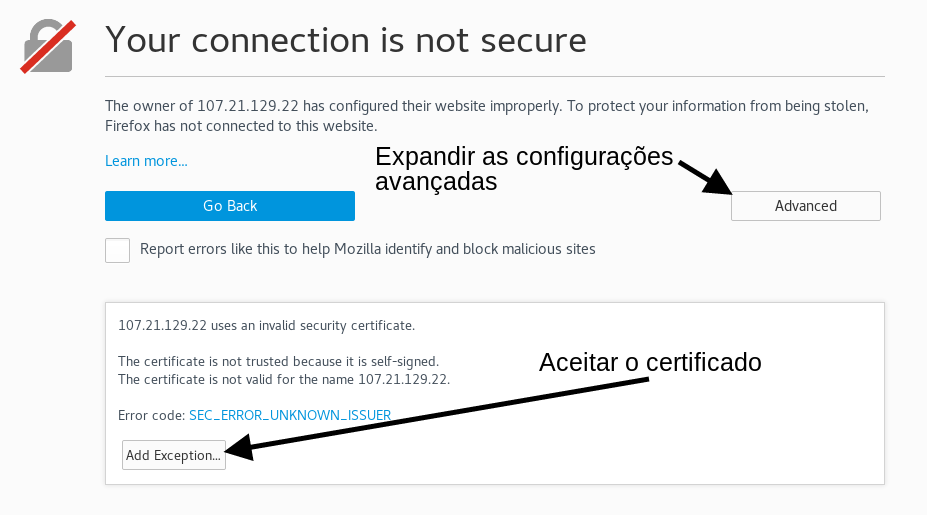 Your connection is not secure
The owner of 107.21.129.22 has configured their website improperly. To protect your information from being stolen,
Firefox has not connected to this website.
Learn more...
Expandir as configurações
avançadas
Go Back
Advanced
Report errors like this to help Mozilla identify and block malicious sites
107.21.129.22 uses an invalid security certificate.
The certificate is not trusted because it is self-signed.
The certificate is not valid for the name 107.21.129.22.
Aceitar o certificado
Error code: SEC_ERROR_UNKNOWN_ISSUER
Add Exception...